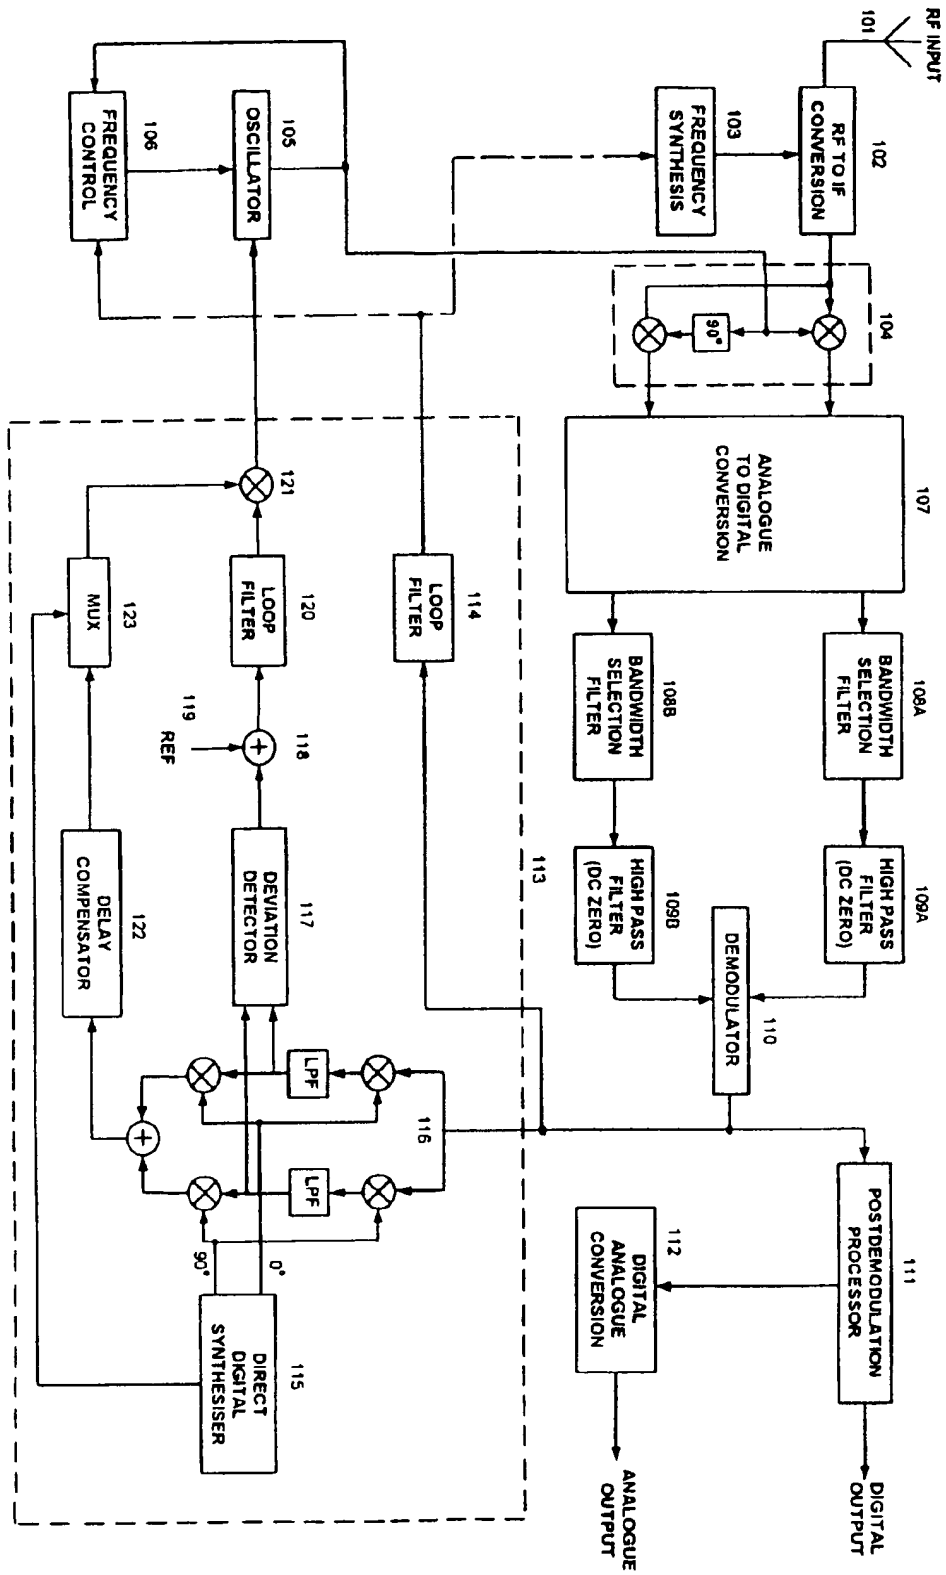 RF INPUT
101
RF TO IF
CONVERSION
102
FREQUENCY
SYNTHESIS
103
104
90°
OSCILLATOR
105
FREQUENCY
CONTROL
106
ANALOGUE
TO DIGITAL
CONVERSION
107
BANDWIDTH
SELECTION
FILTER
108A
BANDWIDTH
SELECTION
FILTER
108B
HIGH PASS
FILTER
(DC ZERO)
109A
HIGH PASS
FILTER
(DC ZERO)
109B
DEMODULATOR
110
POSTDEMODULATION
PROCESSOR
111
DIGITAL
OUTPUT
DIGITAL
ANALOGUE
CONVERSION
112
ANALOGUE
OUTPUT
113
LOOP
FILTER
114
121
LOOP
FILTER
120
118
119
REF
DEVIATION
DETECTOR
117
LPF
LPF
116
0°
90°
DIRECT
DIGITAL
SYNTHESISER
115
MUX
123
DELAY
COMPENSATOR
122